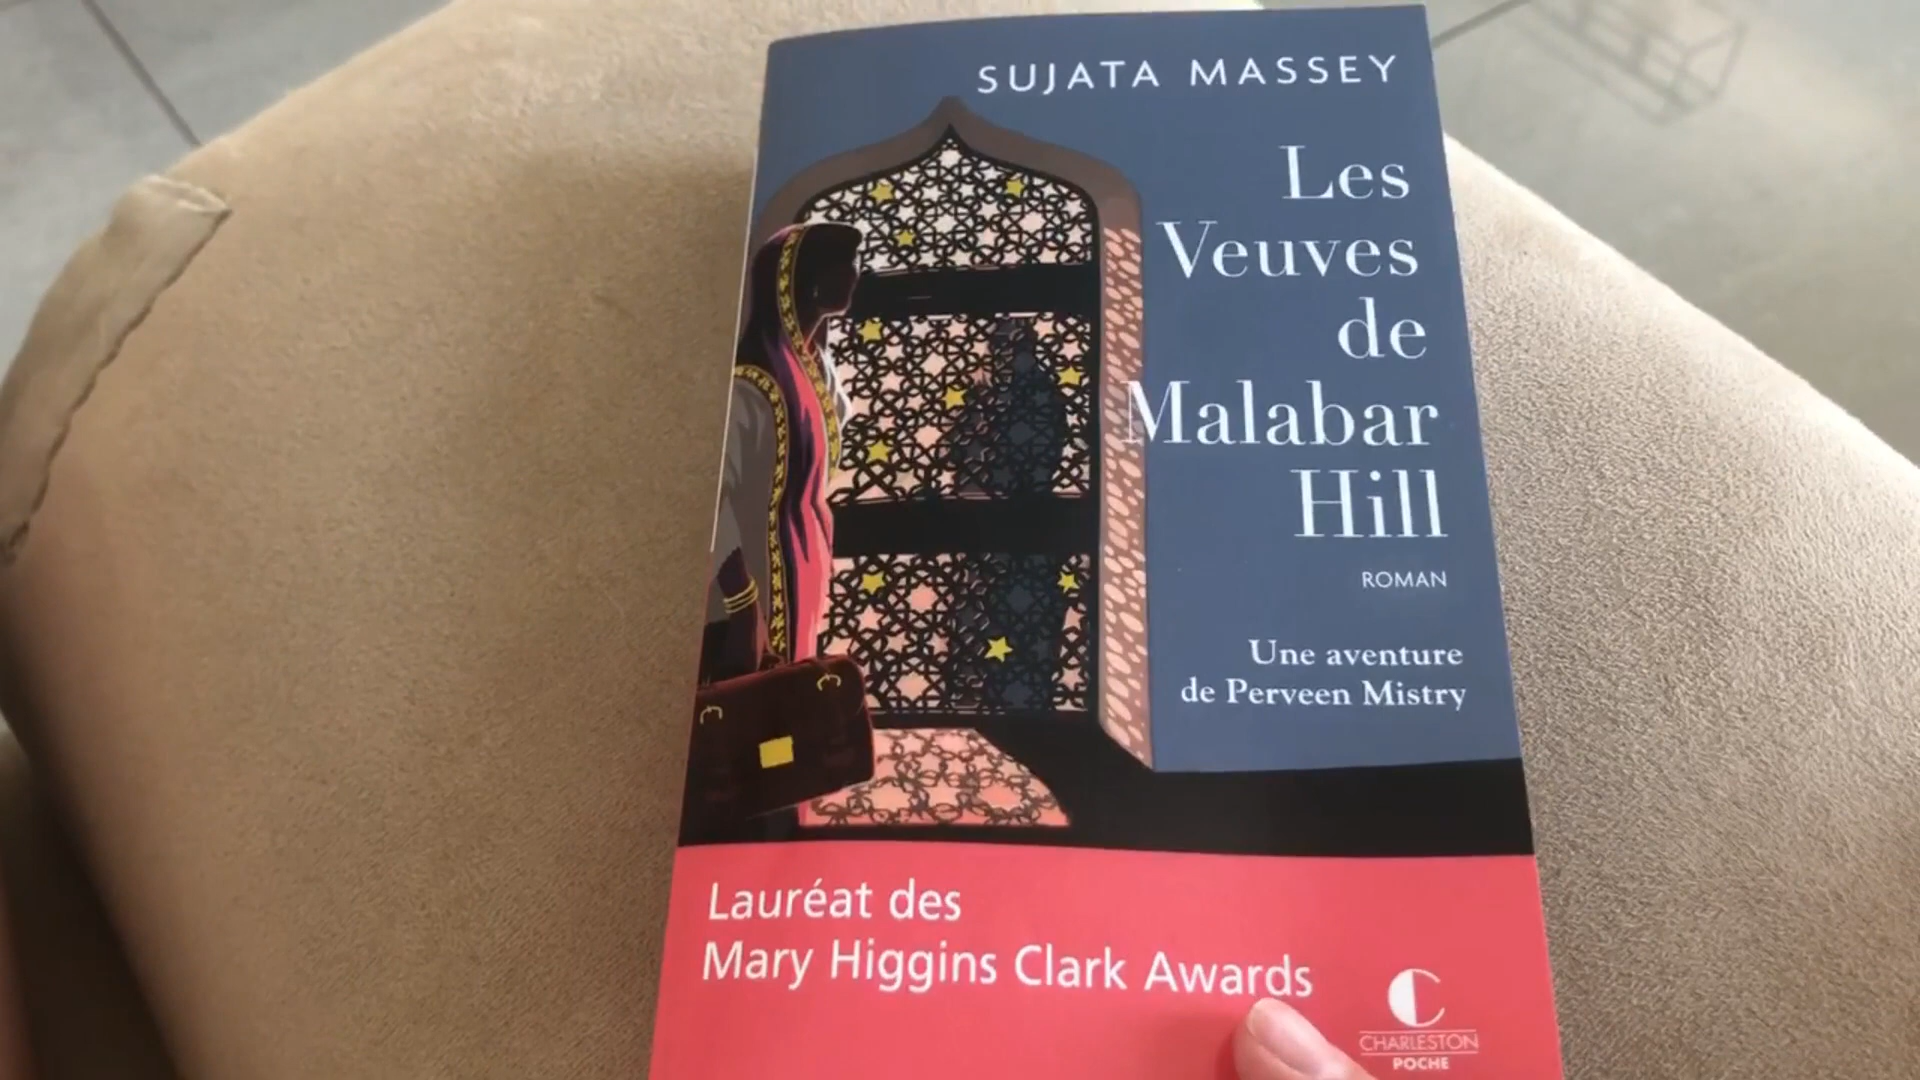 SUJATA MASSEY
Les
Veuves
de
Malabar
Hill
ROMAN
Une aventure
de Perveen Mistry
Lauréat des
Mary Higgins Clark Awards
CHARLESTON
POCHE